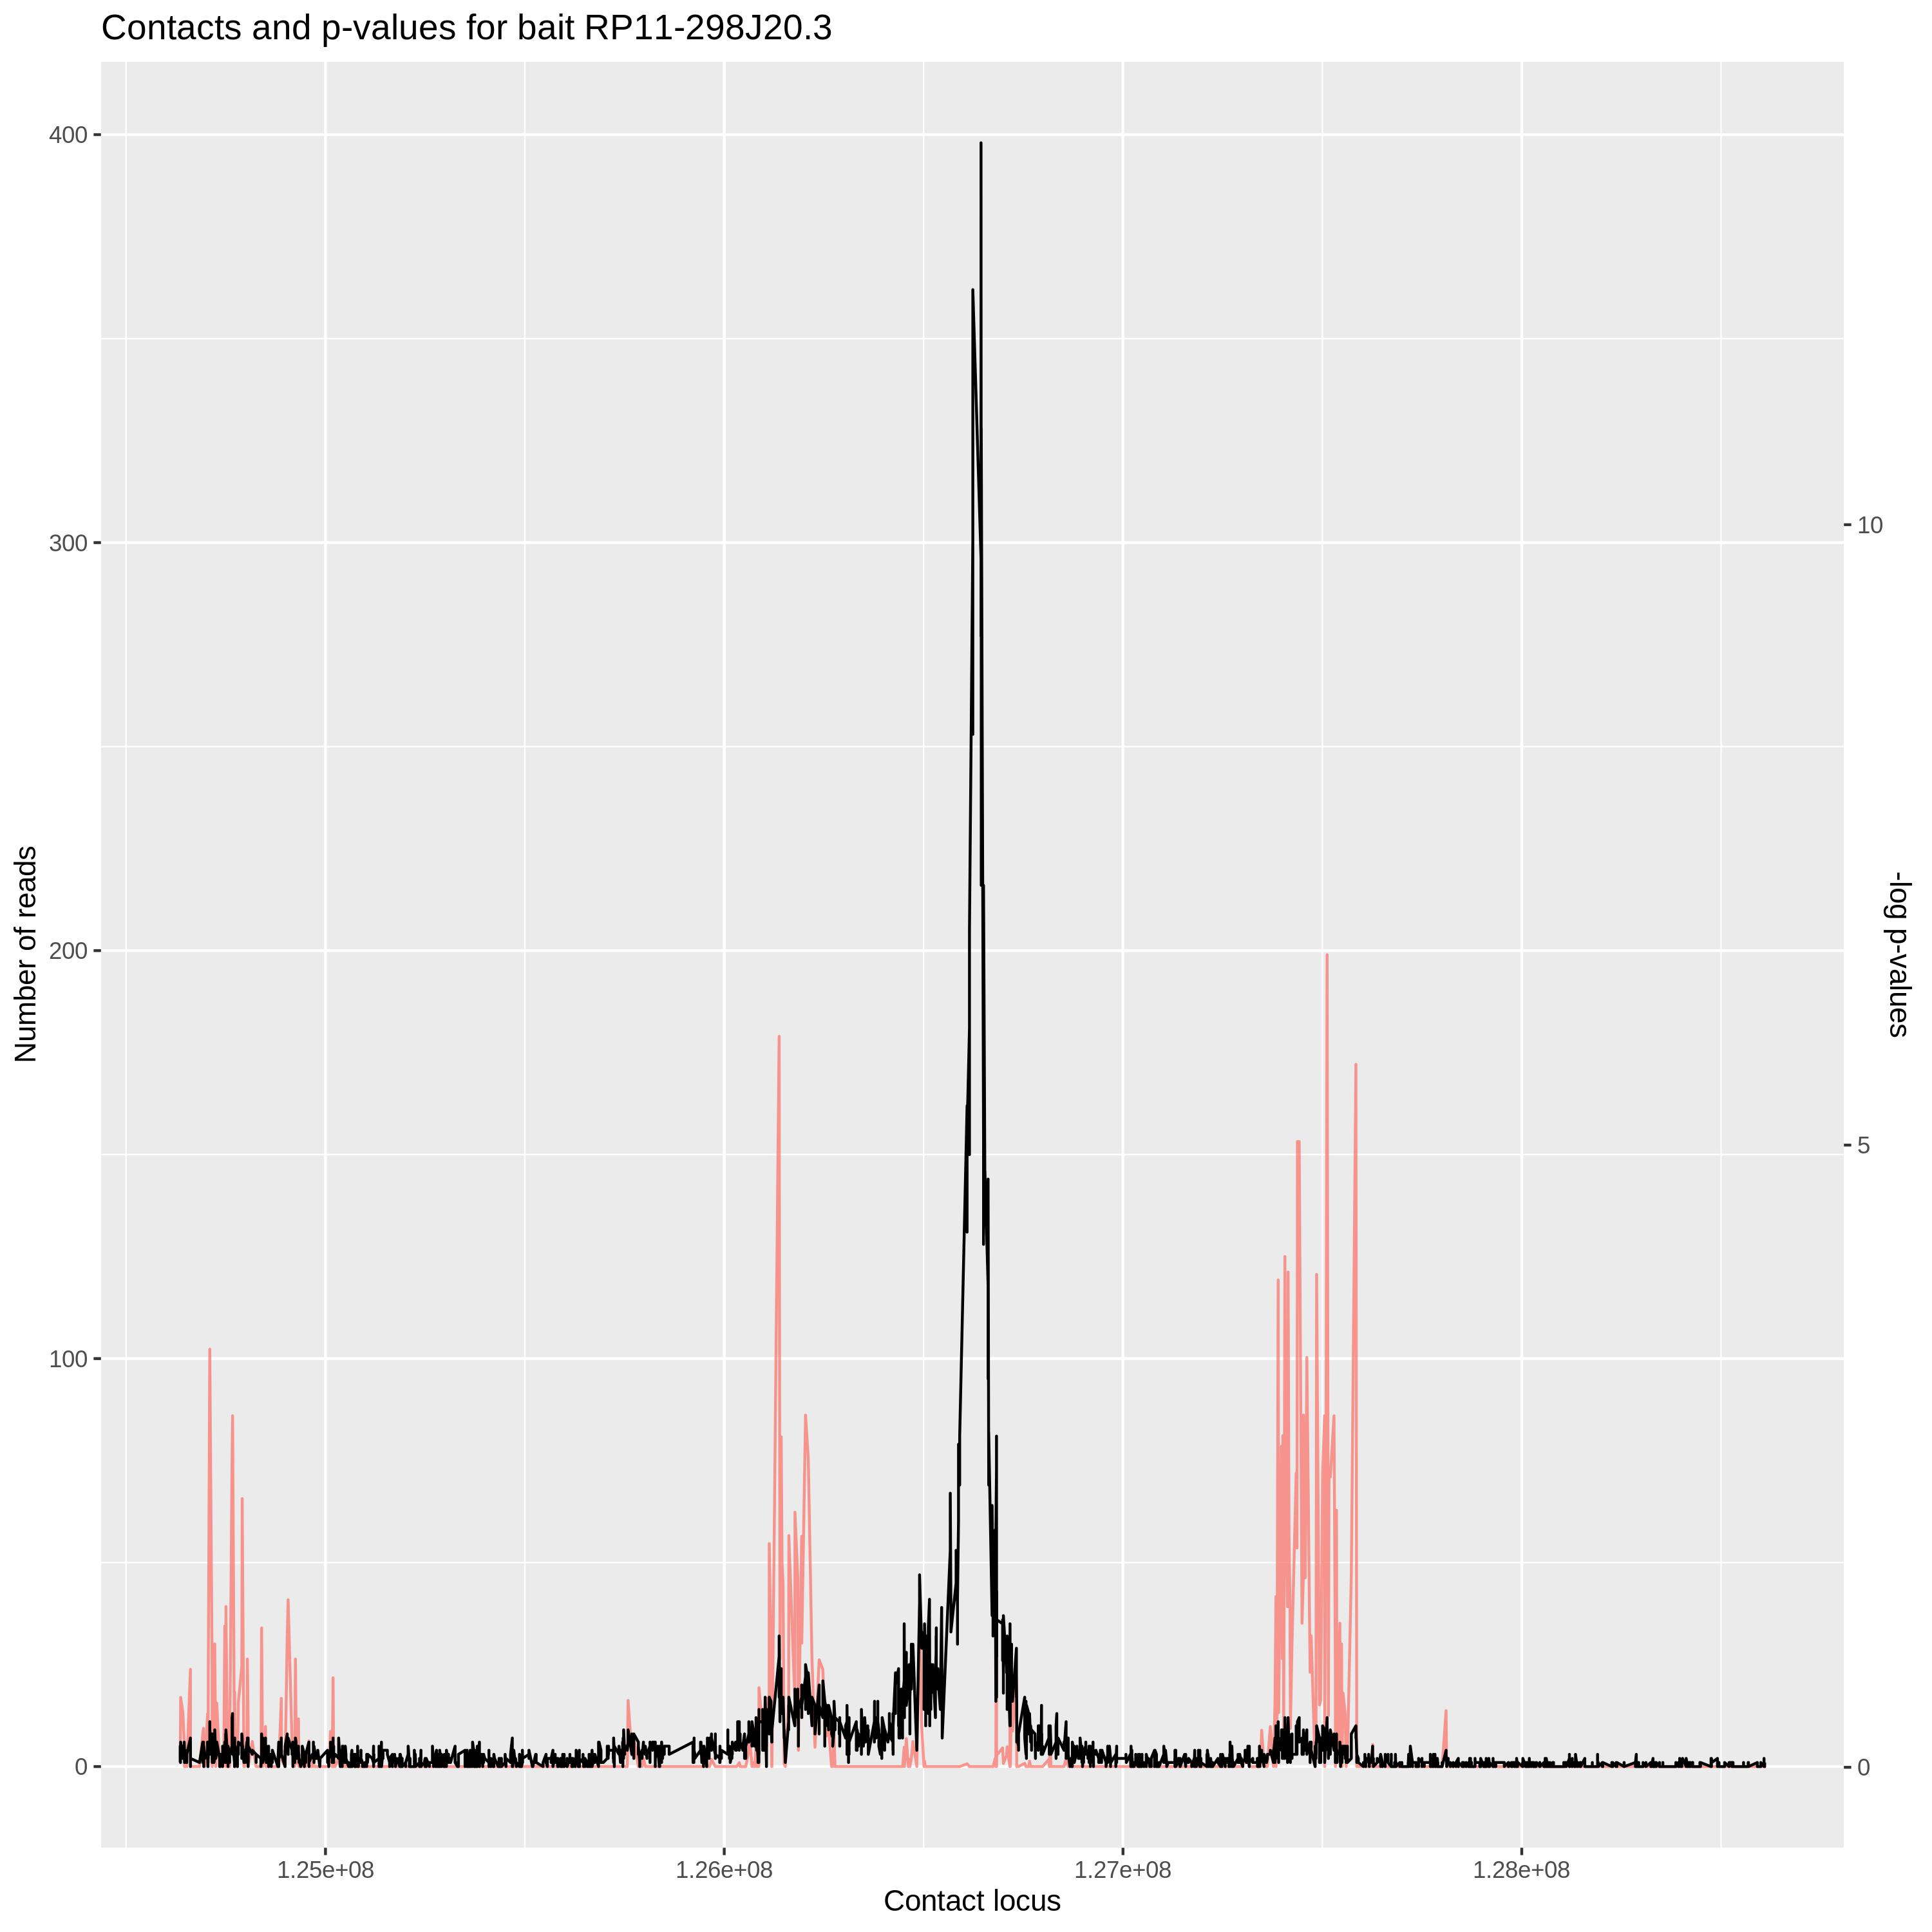 Contacts and p-values for bait RP11-298J20.3
400
300
200
100
0
Number of reads
10
5
0
-log p-values
1.25e+08
1.26e+08
1.27e+08
1.28e+08
Contact locus